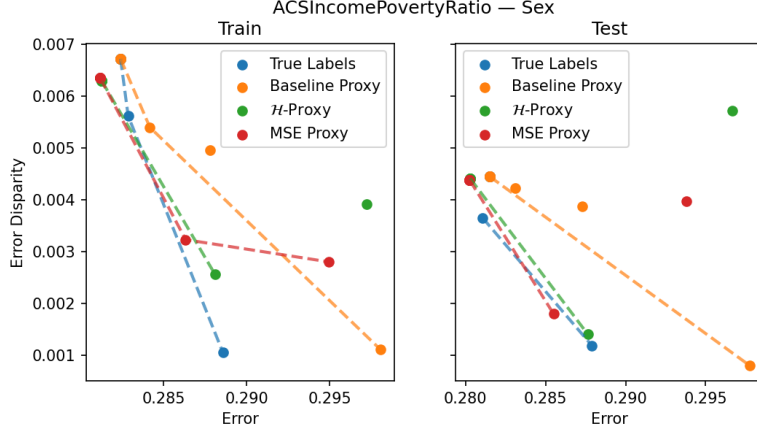 ACSIncomePovertyRatio — Sex
Train
Error Disparity
0.007
0.006
0.005
0.004
0.003
0.002
0.001
True Labels
Baseline Proxy
ℋ-Proxy
MSE Proxy
0.285
0.290
0.295
Error
Test
True Labels
Baseline Proxy
ℋ-Proxy
MSE Proxy
0.280
0.285
0.290
0.295
Error